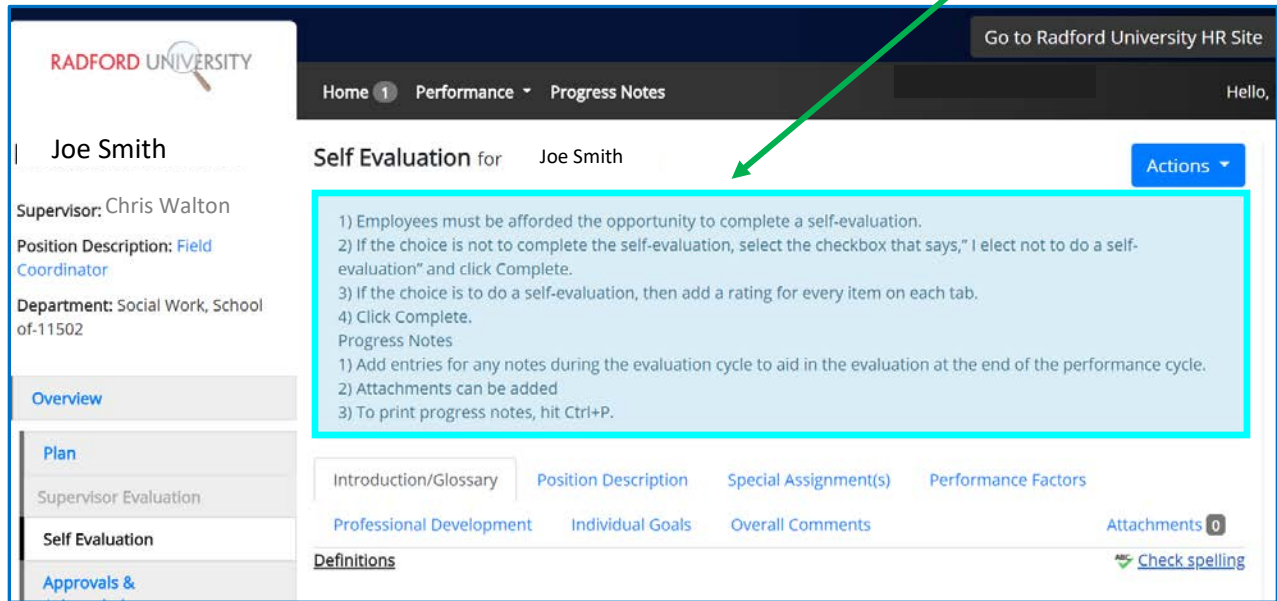 Go to Radford University HR Site
RADFORD UNIVERSITY
Home 1 Performance Progress Notes
Hello,
Joe Smith
Supervisor: Chris Walton
Position Description: Field
Coordinator
Department: Social Work, School
of-11502
Overview
Plan
Supervisor Evaluation
Self Evaluation
Approvals &
Self Evaluation for Joe Smith
Actions
1) Employees must be afforded the opportunity to complete a self-evaluation.
2) If the choice is not to complete the self-evaluation, select the checkbox that says,” I elect not to do a self-
evaluation” and click Complete.
3) If the choice is to do a self-evaluation, then add a rating for every item on each tab.
4) Click Complete.
Progress Notes
1) Add entries for any notes during the evaluation cycle to aid in the evaluation at the end of the performance cycle.
2) Attachments can be added
3) To print progress notes, hit Ctrl+P.
Introduction/Glossary Position Description Special Assignment(s) Performance Factors
Professional Development Individual Goals Overall Comments Attachments 0
Definitions
ABC Check spelling